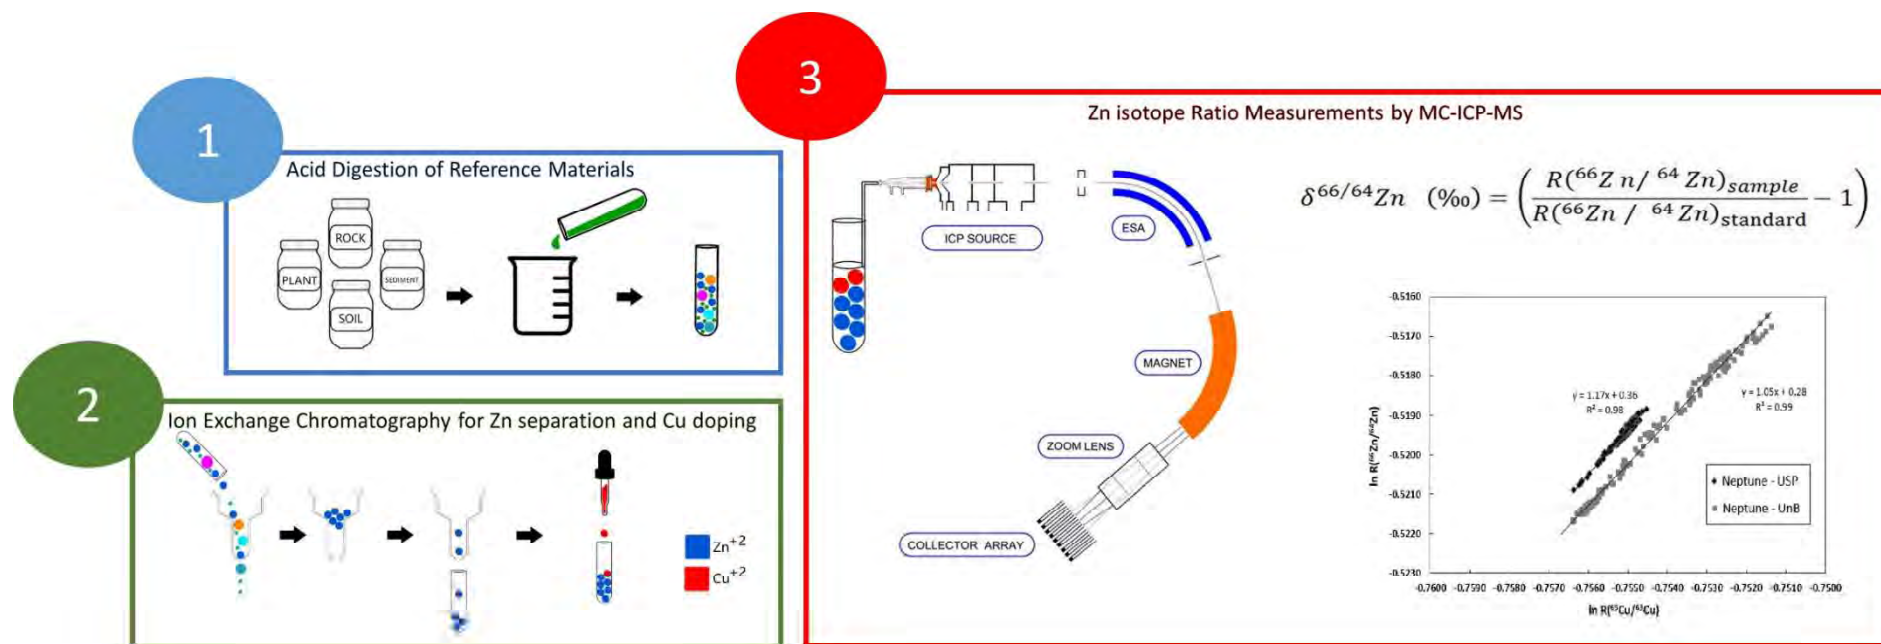 1
Acid Digestion of Reference Materials
ROCK
PLANT
SEDIMENT
SOIL
2
Ion Exchange Chromatography for Zn separation and Cu doping
Zn+2
Cu+2
3
Zn isotope Ratio Measurements by MC-ICP-MS
ICP SOURCE
ESA
MAGNET
ZOOM LENS
COLLECTOR ARRAY
δ66/64Zn (‰) = (R(66Z n/ 64 Zn)sample / R(66Zn / 64 Zn)standard − 1)
ln R(66Zn/64Zn)
-0.5160
-0.5170
-0.5180
-0.5190
-0.5200
-0.5210
-0.5220
-0.5230
y = 1.17x + 0.36
R² = 0.98
y = 1.05x + 0.28
R² = 0.99
Neptune - USP
Neptune - UnB
-0.7600 -0.7590 -0.7580 -0.7570 -0.7560 -0.7550 -0.7540 -0.7530 -0.7520 -0.7510 -0.7500
ln R(65Cu/63Cu)